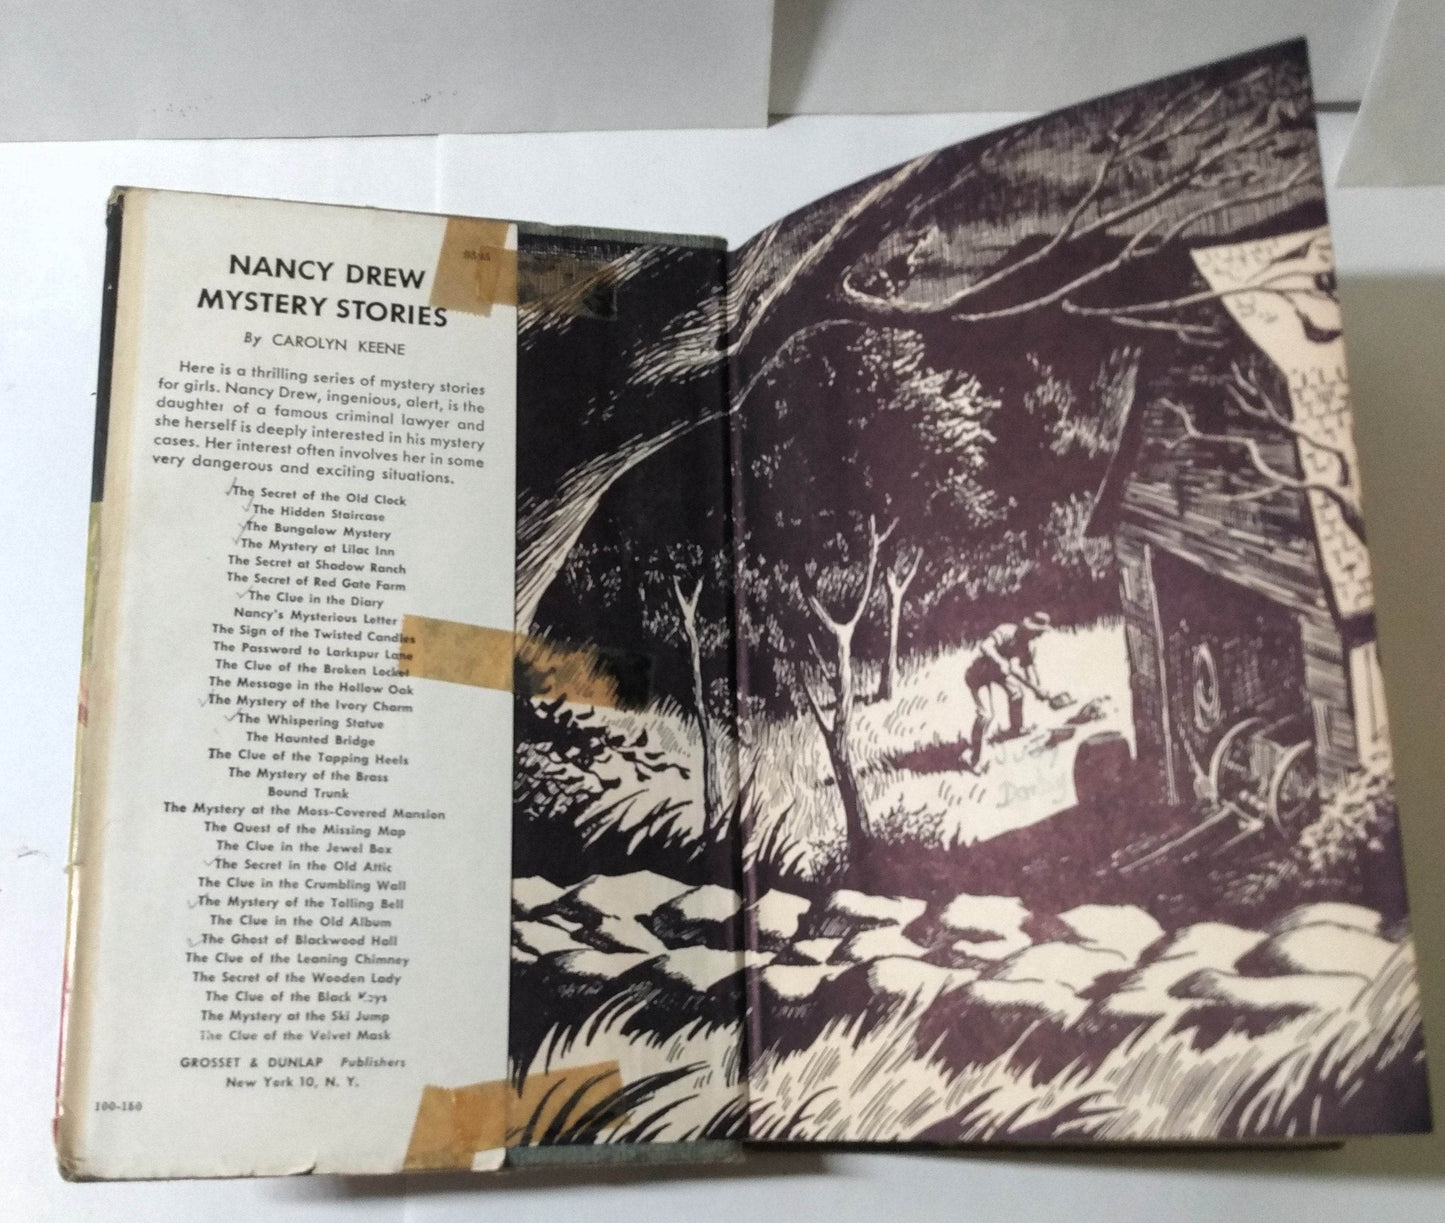 NANCY DREW
MYSTERY STORIES
By CAROLYN KEENE
Here is a thrilling series of mystery stories
for girls. Nancy Drew, ingenious, alert, is the
daughter of a famous criminal lawyer and
she herself is deeply interested in his mystery
cases. Her interest often involves her in some
very dangerous and exciting situations.
The Secret of the Old Clock
The Hidden Staircase
The Bungalow Mystery
The Mystery at Lilac Inn
The Secret at Shadow Ranch
The Secret of Red Gate Farm
The Clue in the Diary
Nancy's Mysterious Letter
The Sign of the Twisted Candles
The Password to Larkspur Lane
The Clue of the Broken Locket
The Message in the Hollow Oak
The Mystery of the Ivory Charm
The Whispering Statue
The Haunted Bridge
The Clue of the Tapping Heels
The Mystery of the Brass
Bound Trunk
The Mystery at the Moss-Covered Mansion
The Quest of the Missing Map
The Clue in the Jewel Box
The Secret in the Old Attic
The Clue in the Crumbling Wall
The Mystery of the Tolling Bell
The Clue in the Old Album
The Ghost of Blackwood Hall
The Clue of the Leaning Chimney
The Secret of the Wooden Lady
The Clue of the Black Keys
The Mystery at the Ski Jump
The Clue of the Velvet Mask
GROSSET & DUNLAP Publishers
New York 10, N. Y.
100-150